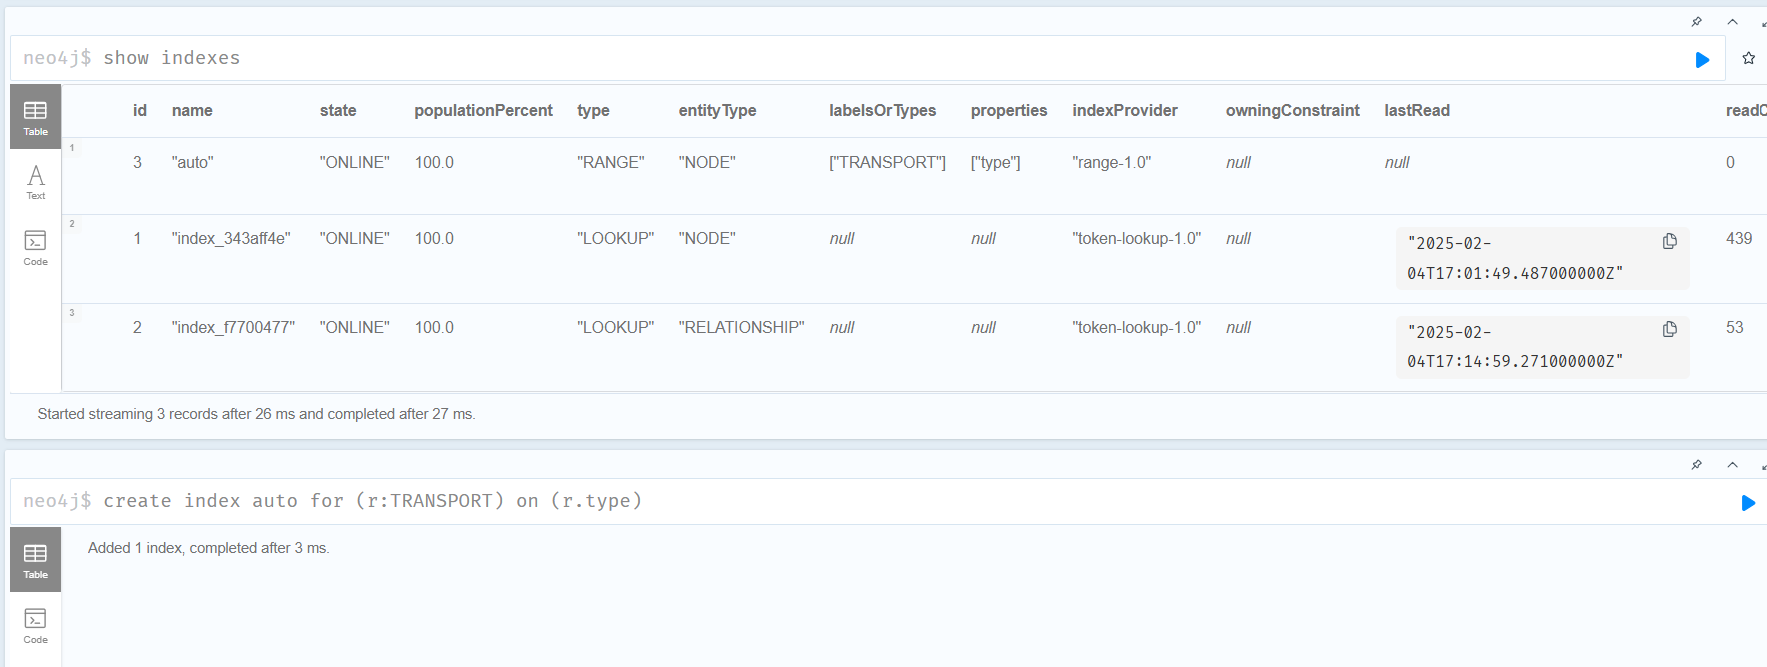 neo4j$ show indexes
Table
Text
Code
id name state populationPercent type entityType labelsOrTypes properties indexProvider owningConstraint lastRead readC
1
3 "auto" "ONLINE" 100.0 "RANGE" "NODE" ["TRANSPORT"] ["type"] "range-1.0" null null 0
2
1 "index_343aff4e" "ONLINE" 100.0 "LOOKUP" "NODE" null null "token-lookup-1.0" null "2025-02-
04T17:01:49.487000000Z" 439
3
2 "index_f7700477" "ONLINE" 100.0 "LOOKUP" "RELATIONSHIP" null null "token-lookup-1.0" null "2025-02-
04T17:14:59.271000000Z" 53
Started streaming 3 records after 26 ms and completed after 27 ms.
neo4j$ create index auto for (r:TRANSPORT) on (r.type)
Table
Code
Added 1 index, completed after 3 ms.